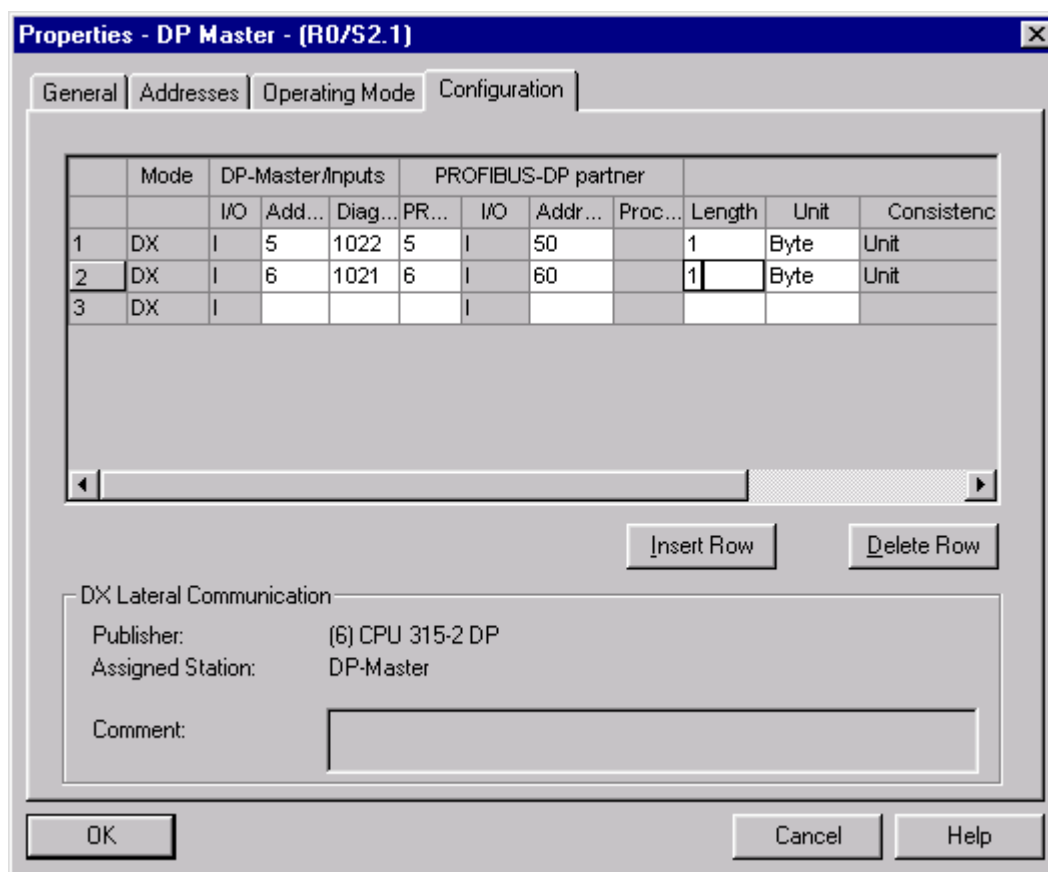 Properties - DP Master - (R0/S2.1)
General Addresses Operating Mode Configuration
Mode DP-Master/Inputs PROFIBUS-DP partner
I/O Add... Diag... PR... I/O Addr... Proc... Length Unit Consistenc
1 DX I 5 1022 5 I 50 1 Byte Unit
2 DX I 6 1021 6 I 60 1 Byte Unit
3 DX I I
Insert Row Delete Row
DX Lateral Communication
Publisher: (6) CPU 315-2 DP
Assigned Station: DP-Master
Comment:
OK Cancel Help